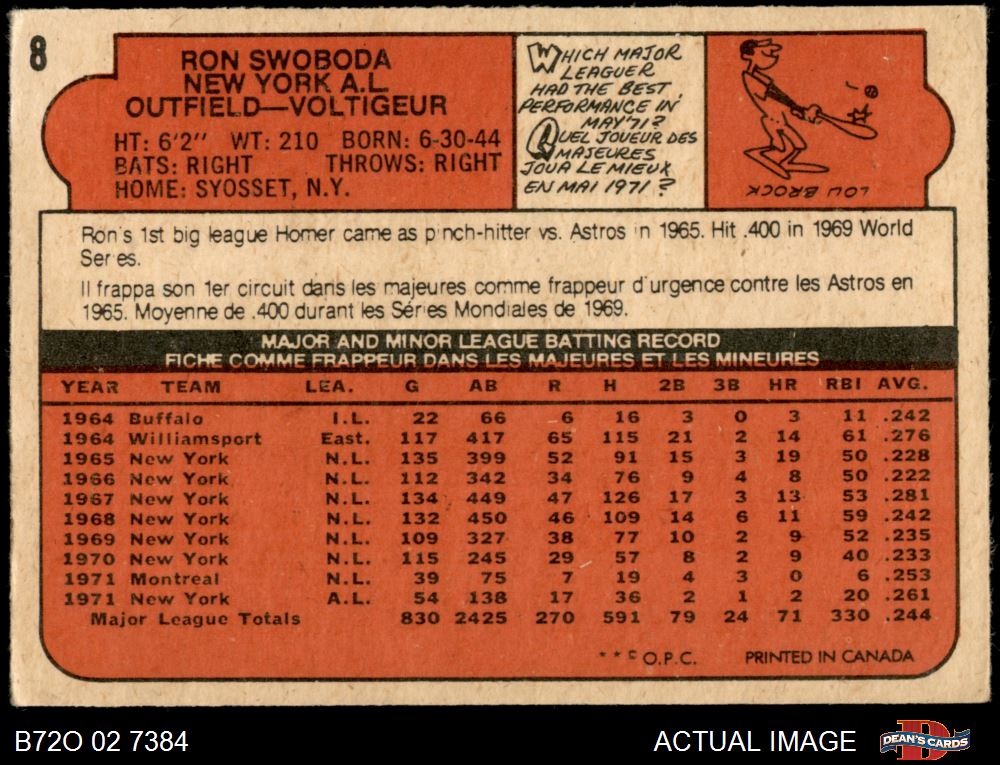 8
RON SWOBODA
NEW YORK A.L.
OUTFIELD—VOLTIGEUR
HT: 6'2" WT: 210 BORN: 6-30-44
BATS: RIGHT THROWS: RIGHT
HOME: SYOSSET, N.Y.
WHICH MAJOR
LEAGUER
HAD THE BEST
PERFORMANCE IN
MAY '71?
QUEL JOUEUR DES
MAJEURES
JOUA LE MIEUX
EN MAI 1971?
LOU BROCK
Ron's 1st big league Homer came as pinch-hitter vs. Astros in 1965. Hit .400 in 1969 World
Series.
Il frappa son 1er circuit dans les majeures comme frappeur d'urgence contre les Astros en
1965. Moyenne de .400 durant les Séries Mondiales de 1969.
MAJOR AND MINOR LEAGUE BATTING RECORD
FICHE COMME FRAPPEUR DANS LES MAJEURES ET LES MINEURES
YEAR TEAM LEA. G AB R H 2B 3B HR RBI AVG.
1964 Buffalo I.L. 22 66 6 16 3 0 3 11 .242
1964 Williamsport East. 117 417 65 115 21 2 14 61 .276
1965 New York N.L. 135 399 52 91 15 3 19 50 .228
1966 New York N.L. 112 342 34 76 9 4 8 50 .222
1967 New York N.L. 134 449 47 126 17 3 13 53 .281
1968 New York N.L. 132 450 46 109 14 6 11 59 .242
1969 New York N.L. 109 327 38 77 10 2 9 52 .235
1970 New York N.L. 115 245 29 57 8 2 9 40 .233
1971 Montreal N.L. 39 75 7 19 4 3 0 6 .253
1971 New York A.L. 54 138 17 36 2 1 2 20 .261
Major League Totals 830 2425 270 591 79 24 71 330 .244
* * © O.P.C. PRINTED IN CANADA
B72O 02 7384
ACTUAL IMAGE
DEAN'S CARDS